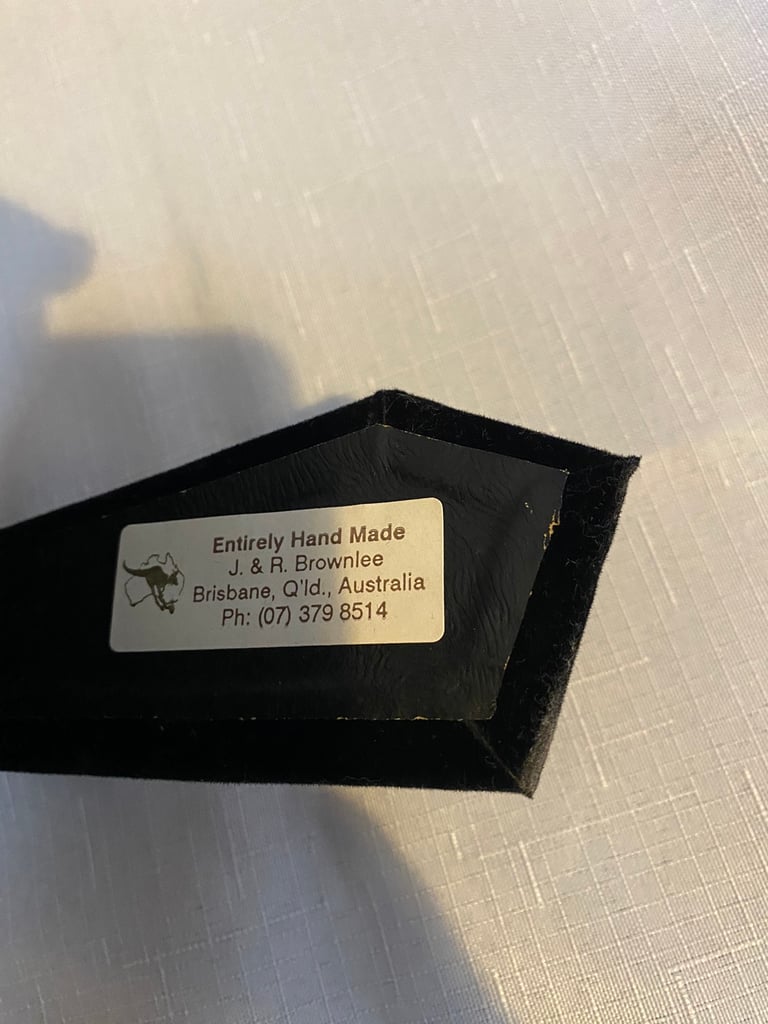 Entirely Hand Made
J. & R. Brownlee
Brisbane, Q'ld., Australia
Ph: (07) 379 8514